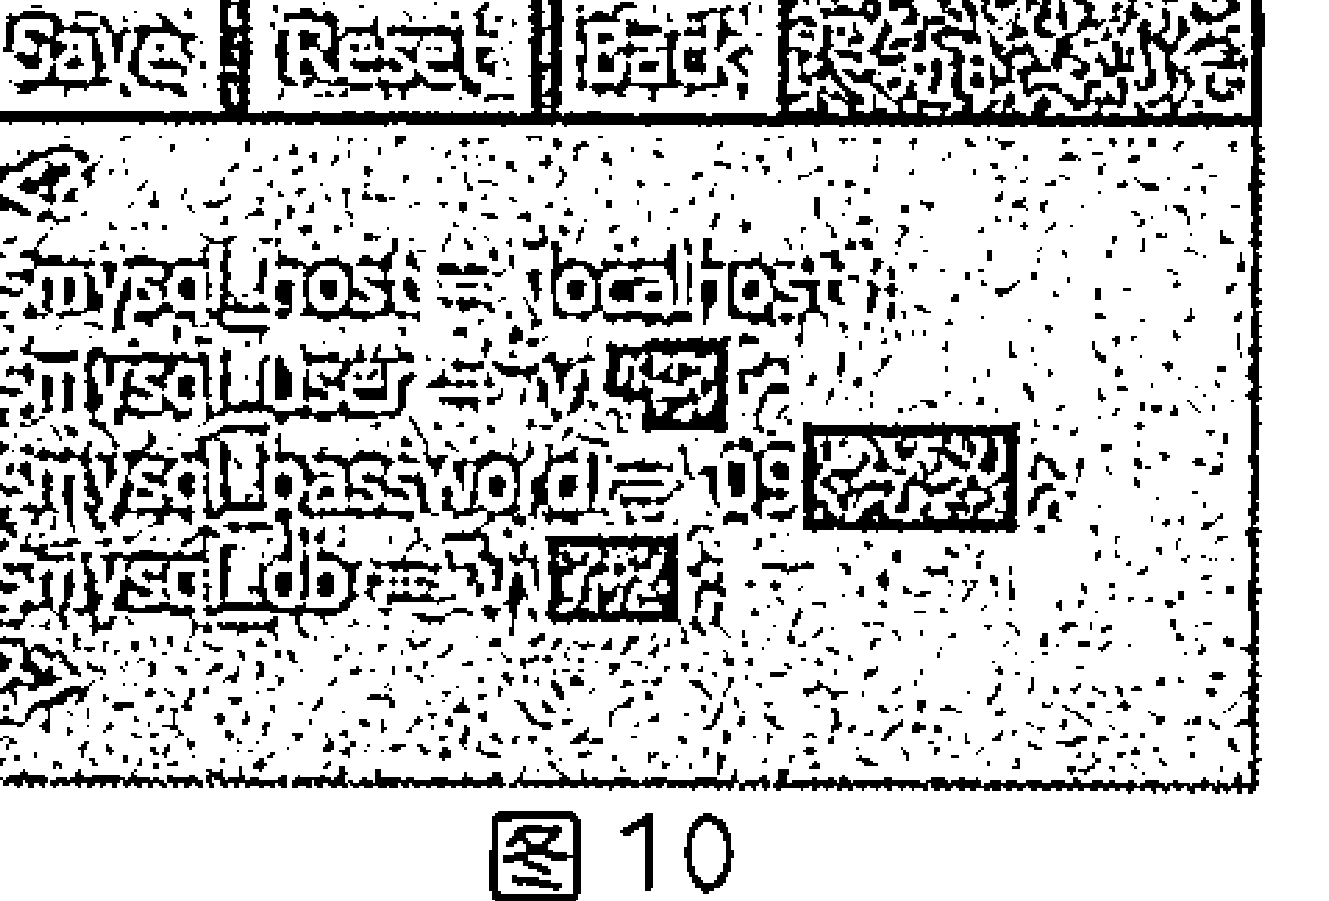 Save Reset Back
<?
$mysql_host = 'localhost';
$mysql_user =
$mysql_password =
$mysql_db =
?>
图 10